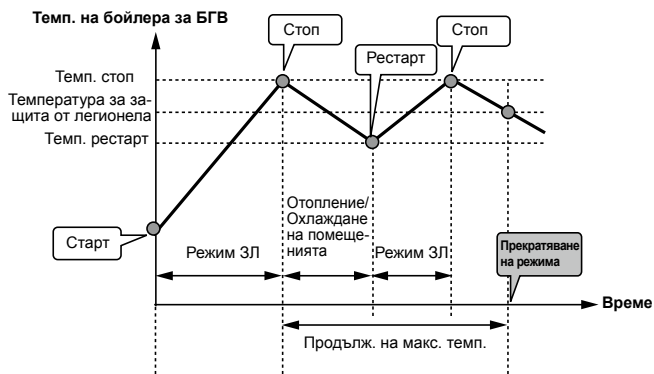 Темп. на бойлера за БГВ
Стоп
Стоп
Рестарт
Темп. стоп
Температура за за-
щита от легионела
Темп. рестарт
Старт
Режим ЗЛ
Отопление/
Охлаждане
на помеще-
нията
Режим ЗЛ
Прекратяване
на режима
Време
Продълж. на макс. темп.